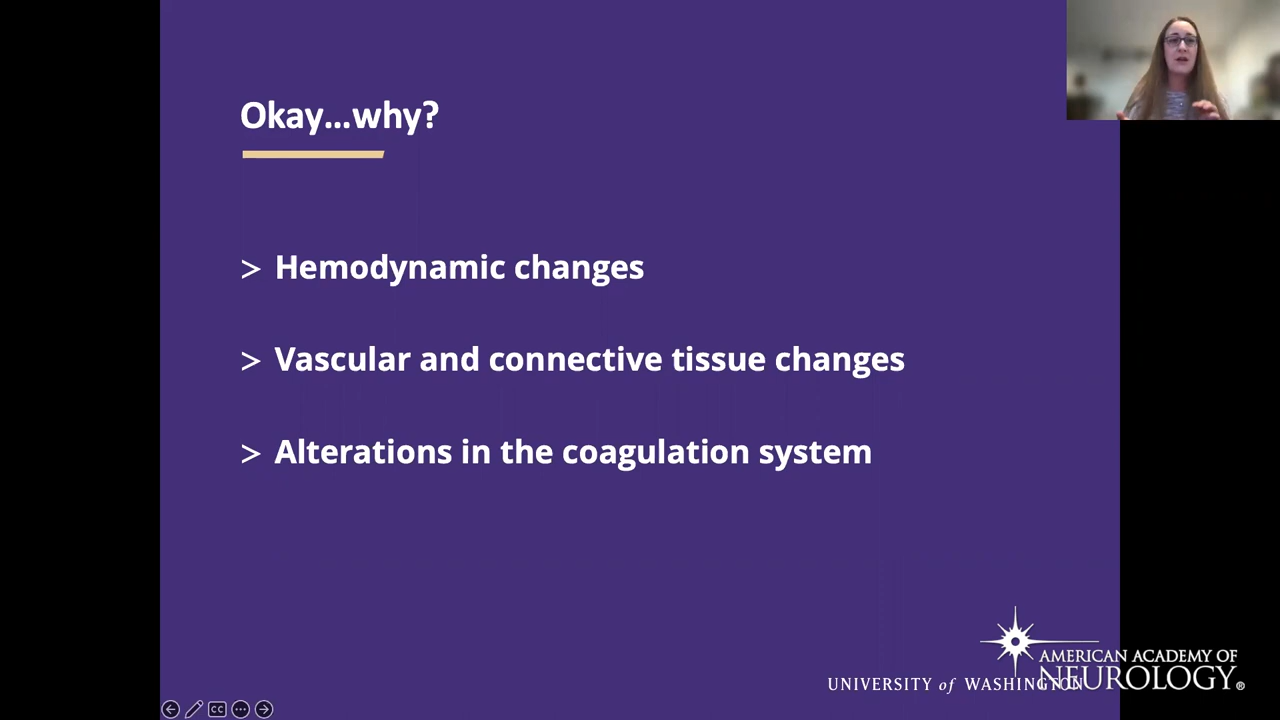 Okay...why?
> Hemodynamic changes
> Vascular and connective tissue changes
> Alterations in the coagulation system
AMERICAN ACADEMY OF
NEUROLOGY®
UNIVERSITY of WASHINGTON
CC